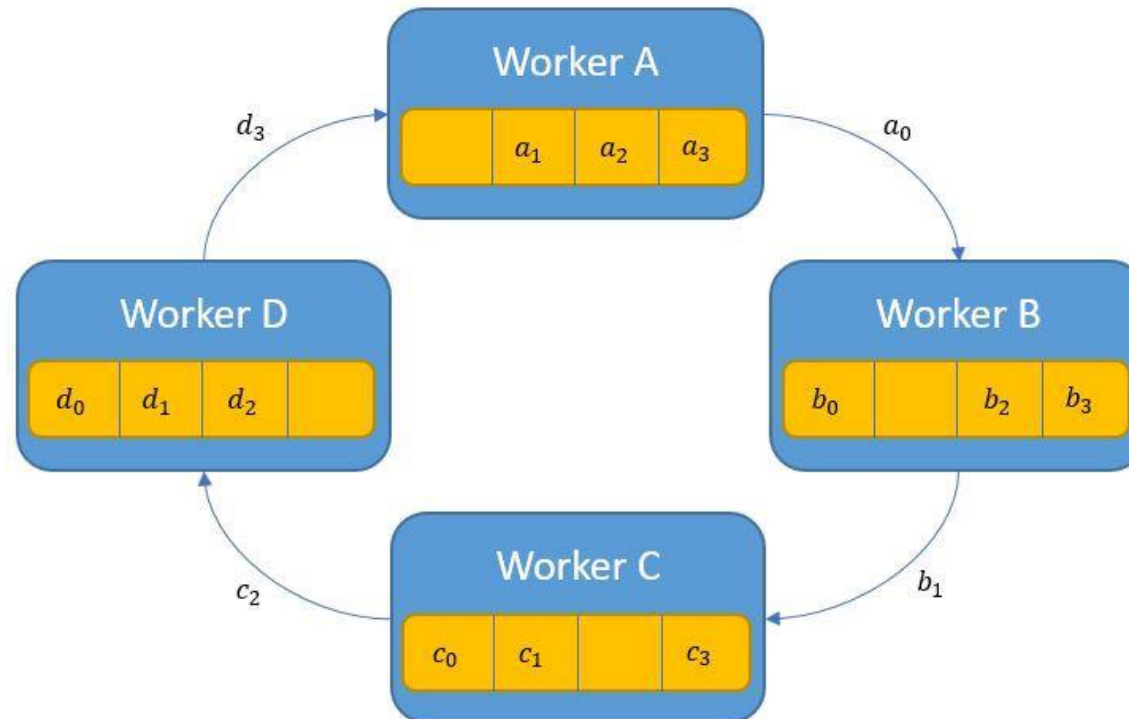 Worker A
a₁ a₂ a₃
d₃
a₀
Worker D
d₀ d₁ d₂
Worker B
b₀ b₂ b₃
c₂
b₁
Worker C
c₀ c₁ c₃